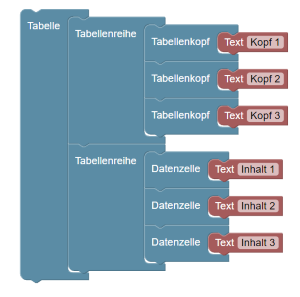 Tabelle
Tabellenreihe
Tabellenkopf Text Kopf 1
Tabellenkopf Text Kopf 2
Tabellenkopf Text Kopf 3
Tabellenreihe
Datenzelle Text Inhalt 1
Datenzelle Text Inhalt 2
Datenzelle Text Inhalt 3